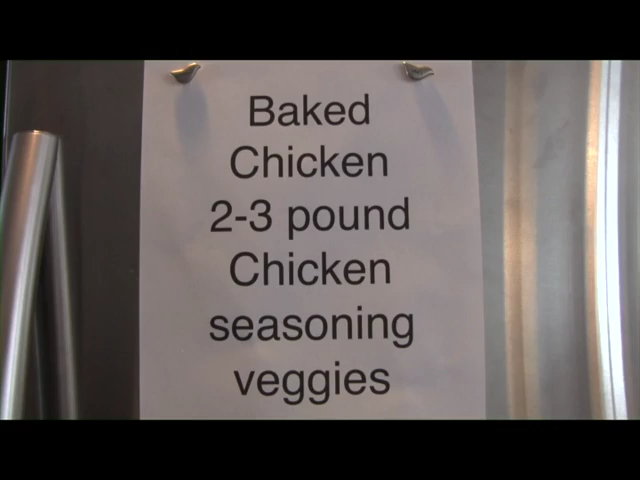 Baked
Chicken
2-3 pound
Chicken
seasoning
veggies